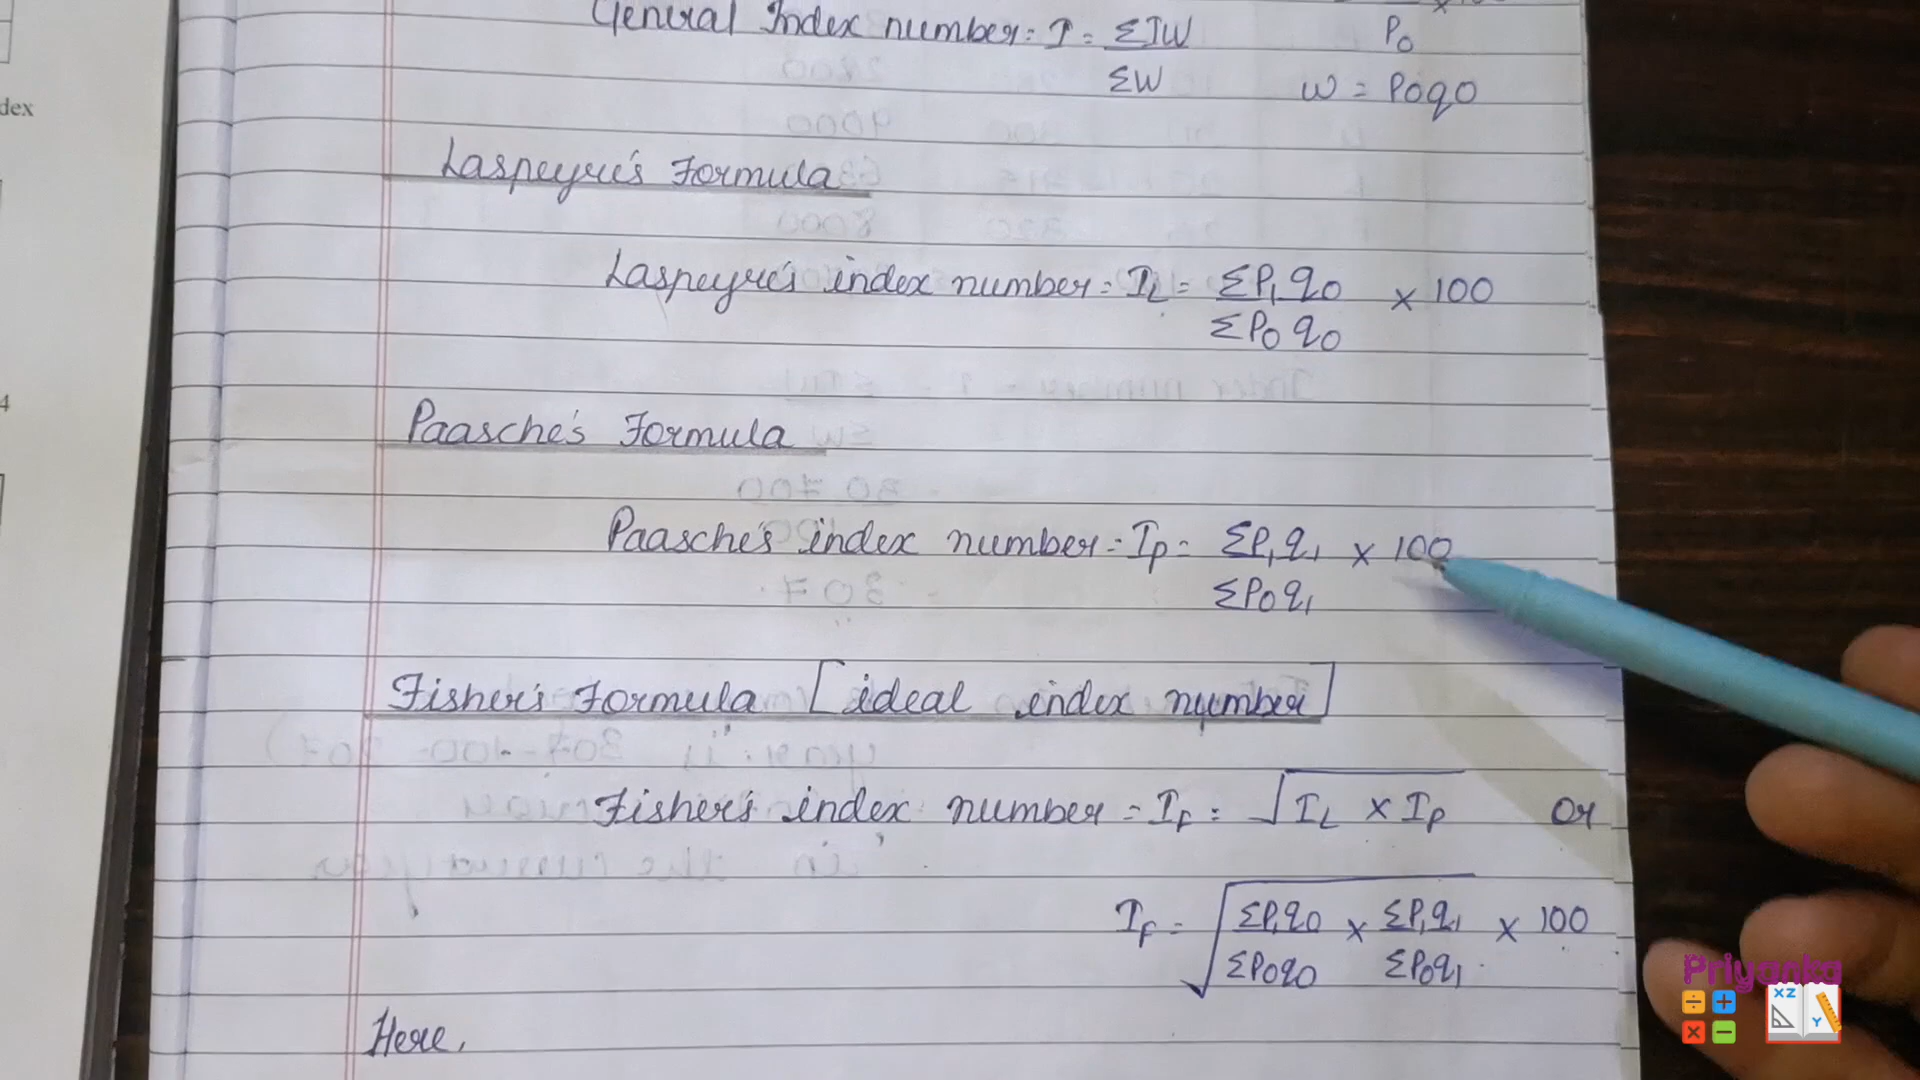 General Index number = I = ΣIW
P0
ΣW w = P0q0
dex
Laspeyre's Formula
Laspeyre's index number = IL = ΣP1q0 × 100
ΣP0q0
4
Paasche's Formula
Paasche's index number = Ip = ΣP1q1 × 100
ΣP0q1
Fisher's Formula [ideal index number]
Fisher's index number = IF = √IL × IP or
IF = √ΣP1q0 × ΣP1q1 × 100
ΣP0q0 ΣP0q1
Here,
Priyanka
XZ
Y